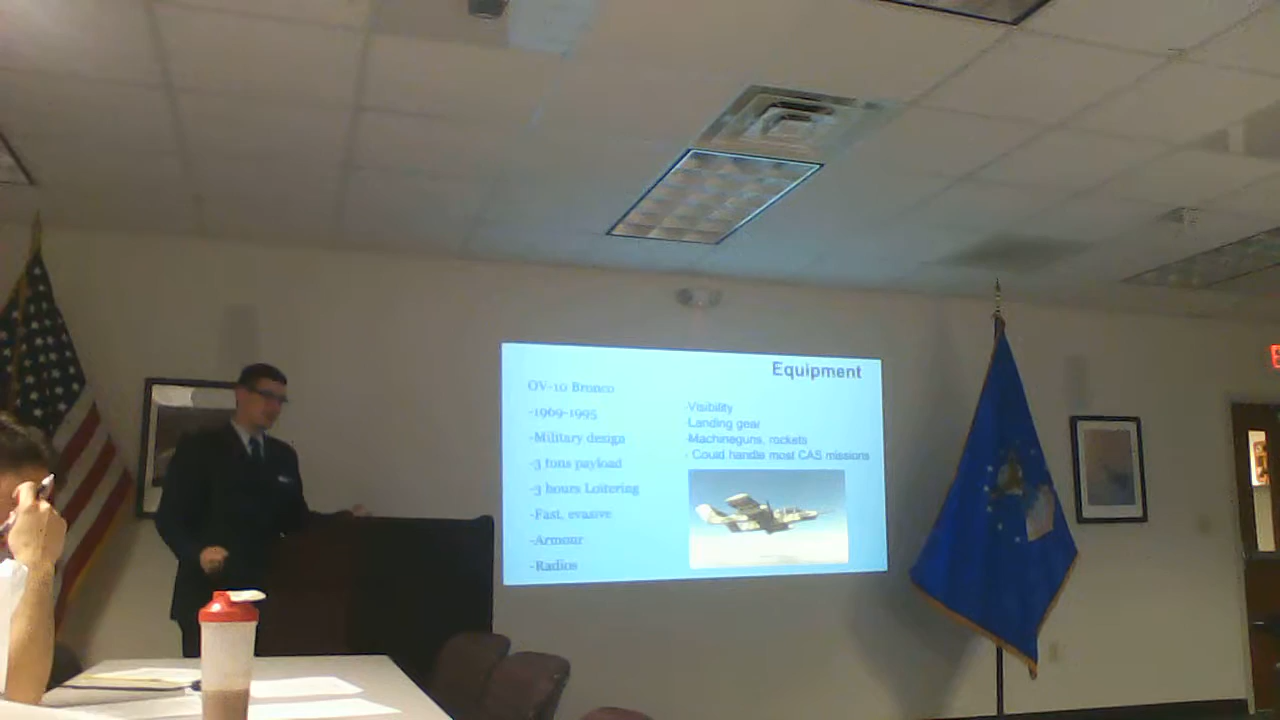 Equipment
OV-10 Bronco
-1969-1995
-Military design
-3 tons payload
-3 hours Loitering
-Fast, evasive
-Armour
-Radios
-Visibility
-Landing gear
-Machineguns, rockets
- Could handle most CAS missions
E